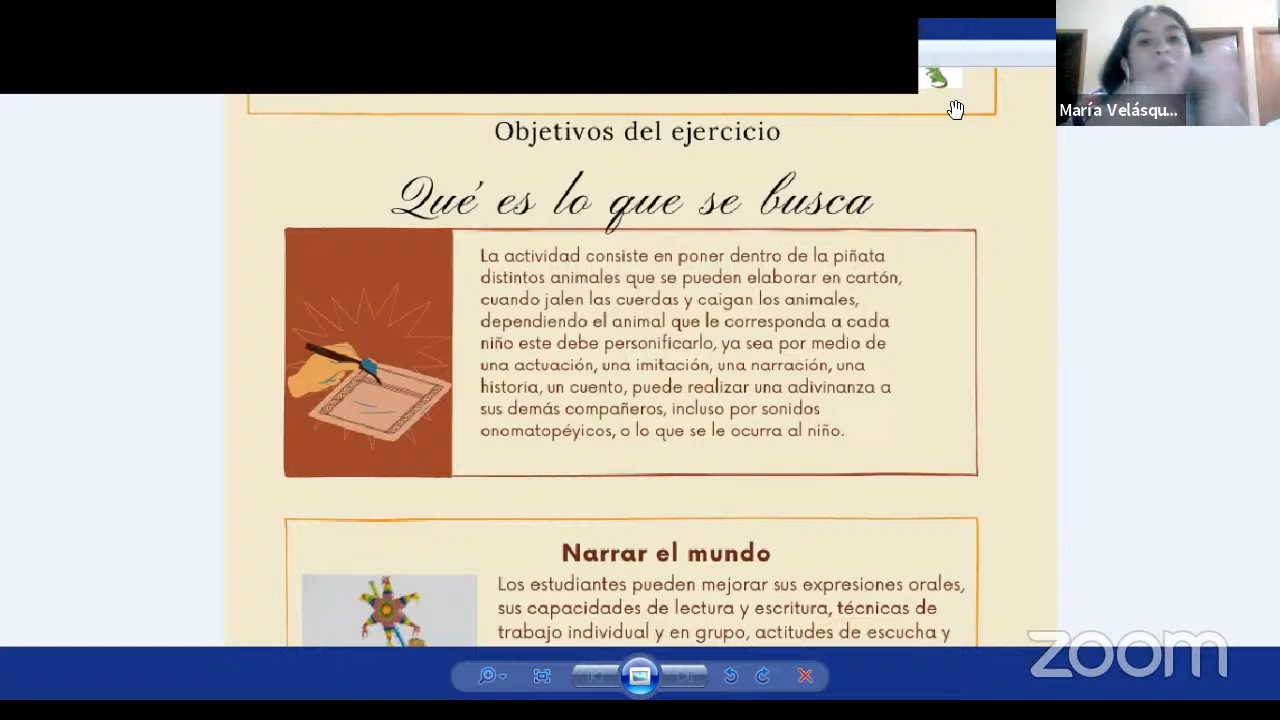 María Velásqu...
Objetivos del ejercicio
Qué es lo que se busca
La actividad consiste en poner dentro de la piñata
distintos animales que se pueden elaborar en cartón,
cuando jalen las cuerdas y caigan los animales,
dependiendo el animal que le corresponda a cada
niño este debe personificarlo, ya sea por medio de
una actuación, una imitación, una narración, una
historia, un cuento, puede realizar una adivinanza a
sus demás compañeros, incluso por sonidos
onomatopéyicos, o lo que se le ocurra al niño.
Narrar el mundo
Los estudiantes pueden mejorar sus expresiones orales,
sus capacidades de lectura y escritura, técnicas de
trabajo individual y en grupo, actitudes de escucha y
zoom